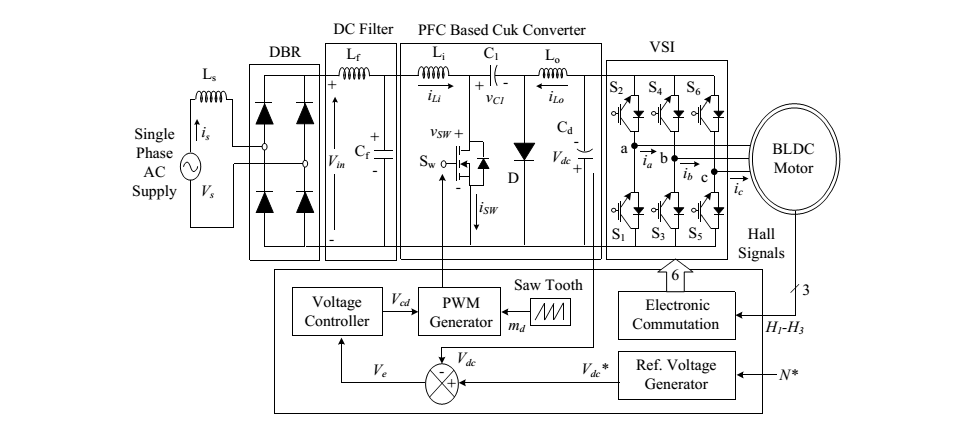 DC Filter
PFC Based Cuk Converter
DBR
VSI
Ls
Lf
Li
C1
Lo
S2
S4
S6
+
+
-
iLi
vC1
iLo
is
Single
Phase
AC
Supply
Vs
Vin
+
Cf
-
vSW +
Sw
-
iSW
D
Cd
-
Vdc
+
a
ia
b
ib
c
ic
BLDC
Motor
S1
S3
S5
-
Hall
Signals
6
3
Voltage
Controller
Vcd
PWM
Generator
Saw Tooth
md
Electronic
Commutation
H1-H3
Vdc
Ve
-
+
Vdc*
Ref. Voltage
Generator
N*